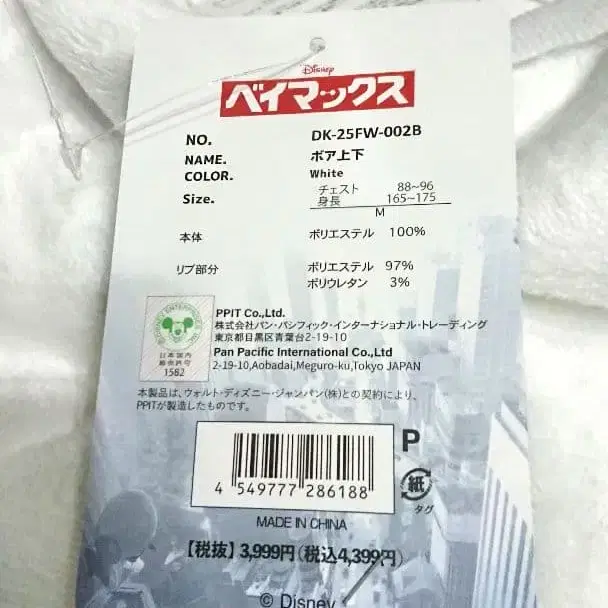 Disney
ベイマックス
NO. DK-25FW-002B
NAME. ボア上下
COLOR. White
Size. チェスト 88~96
身長 165~175
M
本体 ポリエステル 100%
リブ部分 ポリエステル 97%
ポリウレタン 3%
PPIT Co.,Ltd.
株式会社パン・パシフィック・インターナショナル・トレーディング
東京都目黒区青葉台2-19-10
Pan Pacific International Co.,Ltd
2-19-10,Aobadai,Meguro-ku,Tokyo JAPAN
日本国内
販売許可
1582
本製品は、ウォルト・ディズニー・ジャパン(株)との契約により、
PPITが製造したものです。
P
紙
タグ
4 549777 286188
MADE IN CHINA
【税抜】3,999円(税込4,399円)
© Disney